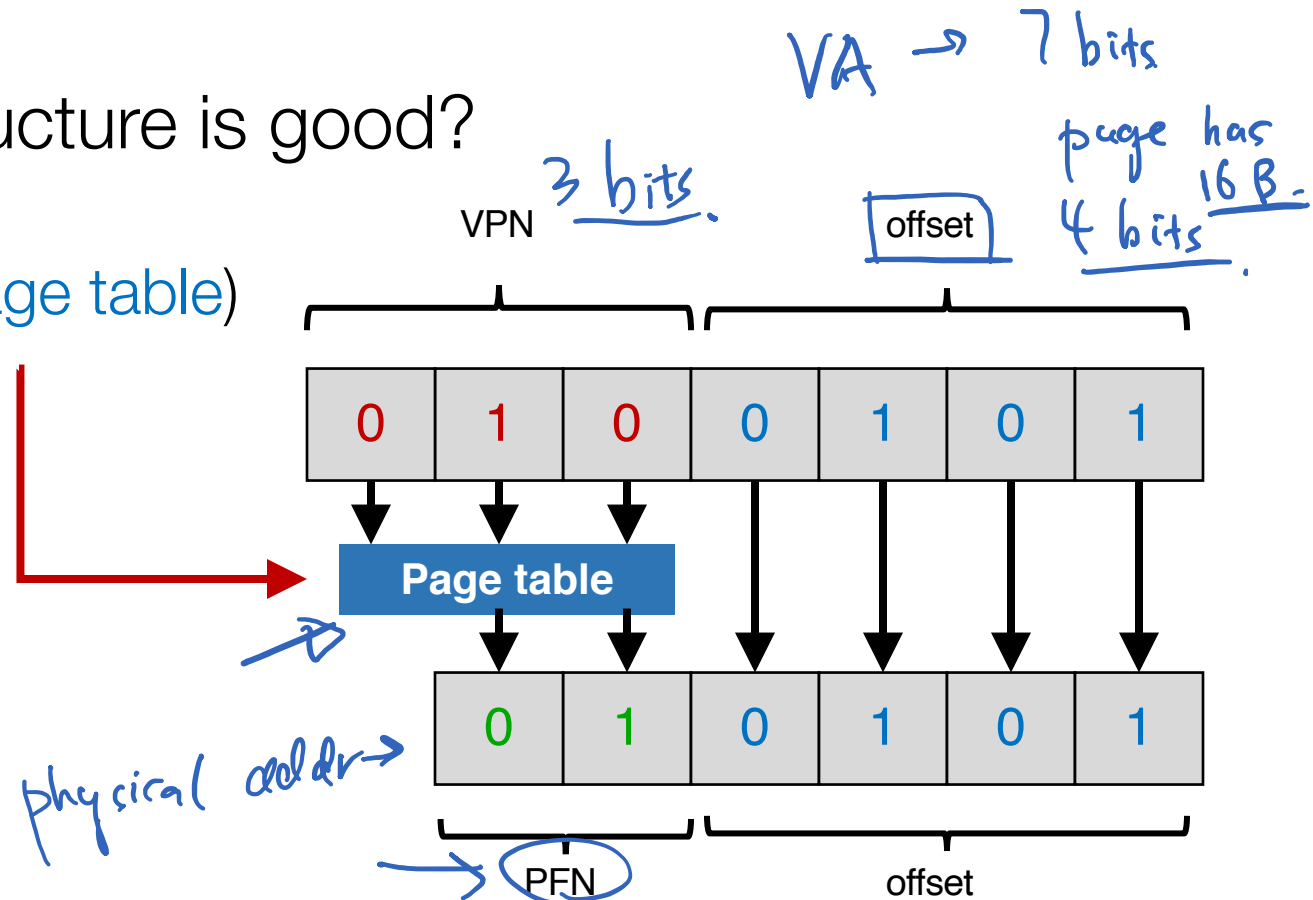 VA → 7 bits
ucture is good?
page has
16 B.
3 bits.
VPN
offset
4 bits.
ge table)
0 1 0 0 1 0 1
Page table
0 1 0 1 0 1
physical addr→
PFN
offset